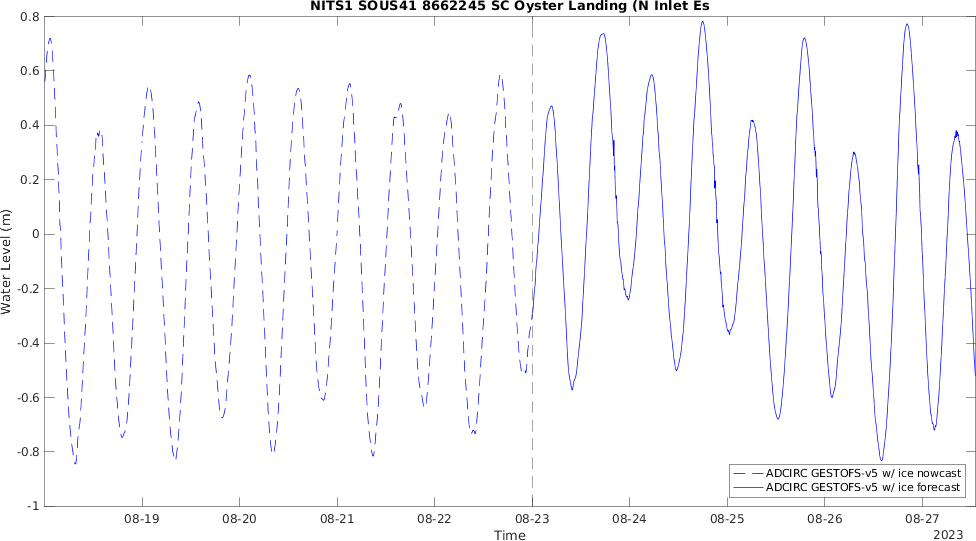 NITS1 SOUS41 8662245 SC Oyster Landing (N Inlet Es
Water Level (m)
0.8
0.6
0.4
0.2
0
-0.2
-0.4
-0.6
-0.8
-1
ADCIRC GESTOFS-v5 w/ ice nowcast
ADCIRC GESTOFS-v5 w/ ice forecast
08-19 08-20 08-21 08-22 08-23 08-24 08-25 08-26 08-27
Time
2023